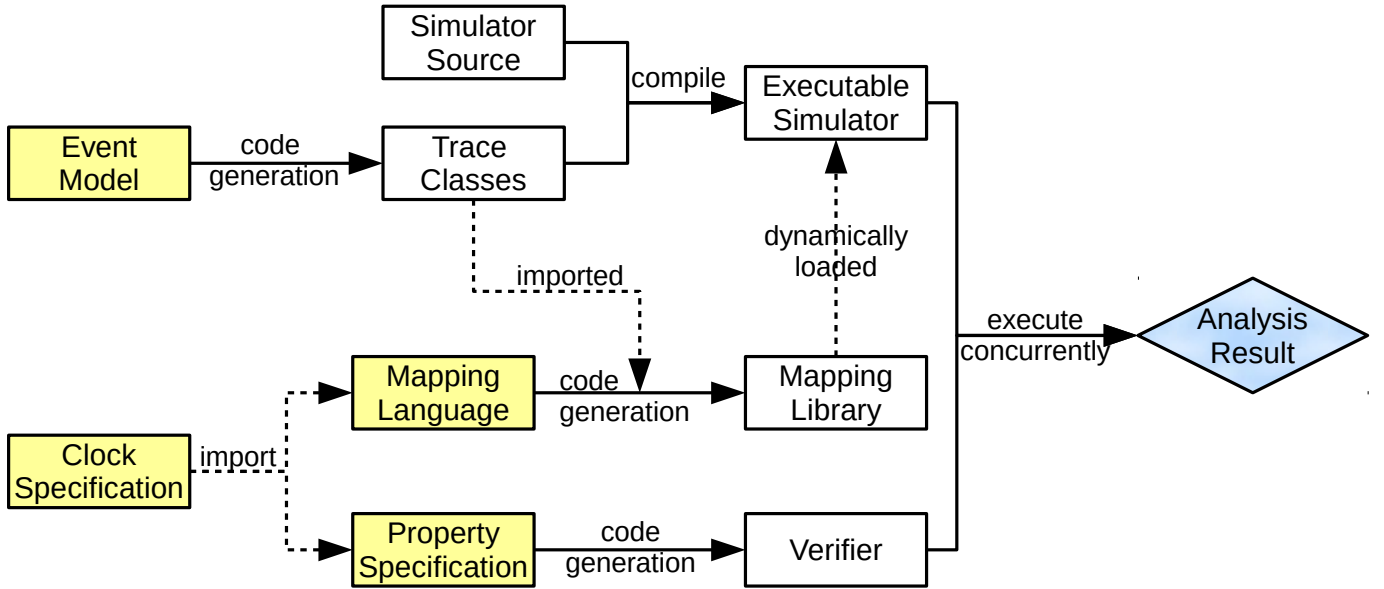 Simulator
Source
compile
Executable
Simulator
Event
Model
code
generation
Trace
Classes
dynamically
loaded
imported
execute
concurrently
Analysis
Result
Mapping
Language
code
generation
Mapping
Library
Clock
Specification
import
Property
Specification
code
generation
Verifier